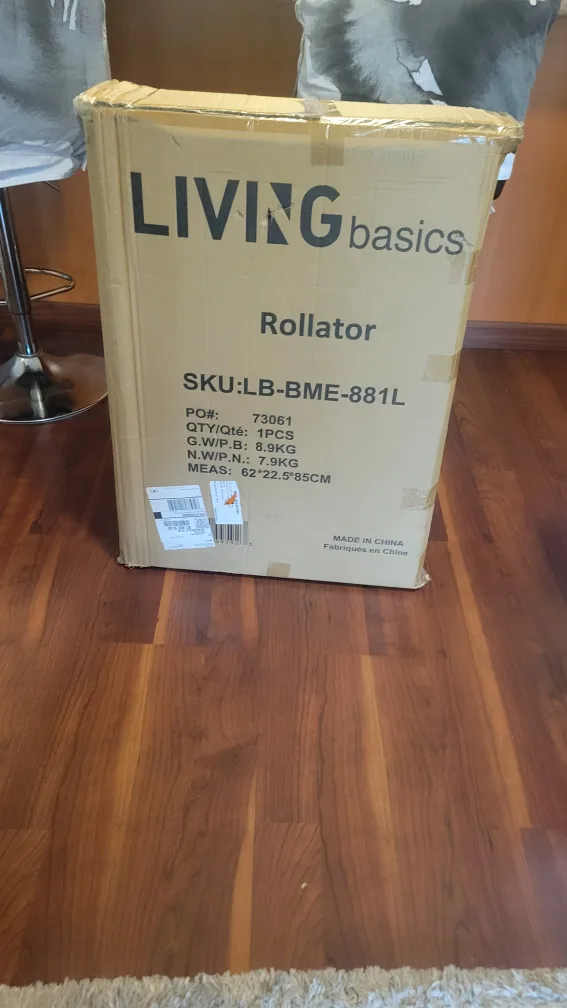 LIVING basics
Rollator
SKU:LB-BME-881L
PO#: 73061
QTY/Qté: 1PCS
G.W/P.B: 8.9KG
N.W/P.N.: 7.9KG
MEAS: 62*22.5*85CM
MADE IN CHINA
Fabriqués en Chine